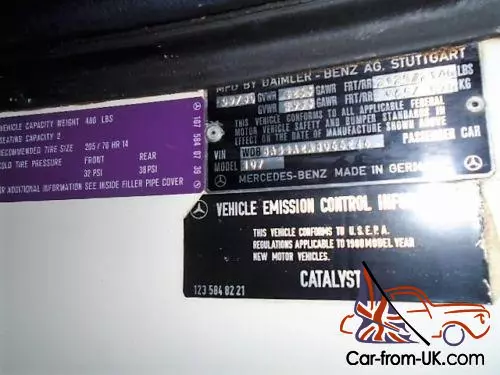 VEHICLE CAPACITY WEIGHT 400 LBS
SEATING CAPACITY 2
RECOMMENDED TIRE SIZE 205/70 HR 14
COLD TIRE PRESSURE FRONT REAR
32 PSI 36 PSI
FOR ADDITIONAL INFORMATION SEE INSIDE FILLER PIPE COVER
107 584 07 39
MFD BY DAIMLER-BENZ AG. STUTTGART
GVWR GAWR FRT/RR LBS
GVWR GAWR FRT/RR KG
THIS VEHICLE CONFORMS TO ALL APPLICABLE FEDERAL
MOTOR VEHICLE SAFETY AND BUMPER STANDARDS IN
EFFECT ON THE DATE OF MANUFACTURE SHOWN ABOVE
VIN PASSENGER CAR
MODEL 107
MERCEDES-BENZ MADE IN GERMANY
VEHICLE EMISSION CONTROL
THIS VEHICLE CONFORMS TO U.S.E.P.A.
REGULATIONS APPLICABLE TO 1980 MODEL YEAR
NEW MOTOR VEHICLES.
CATALYST
123 584 82 21
Car-from-UK.com